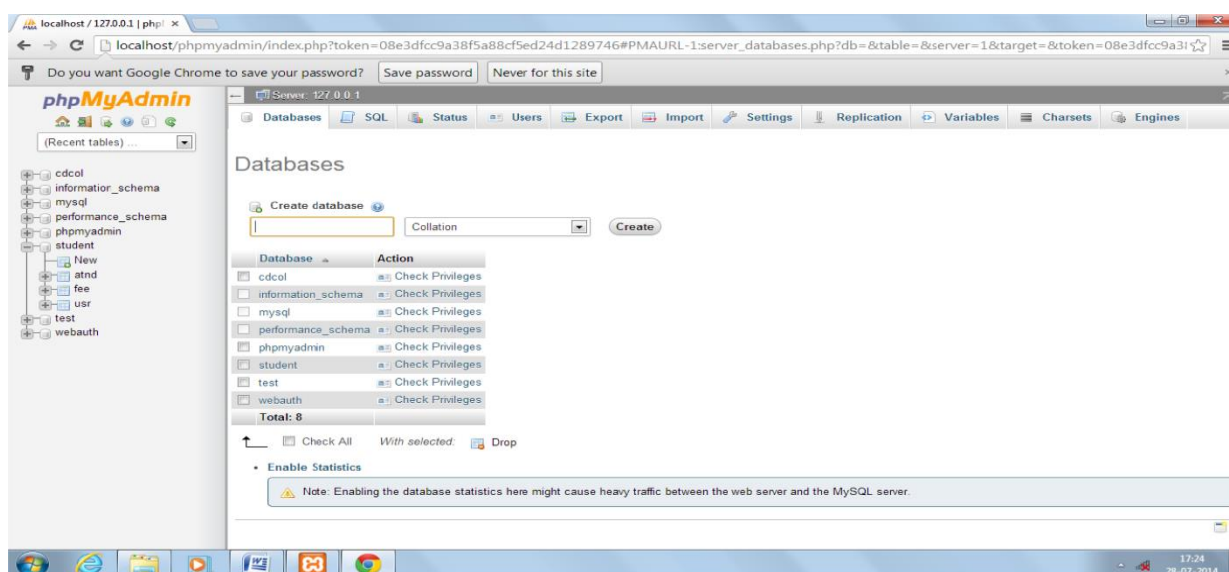 localhost / 127.0.0.1 | php
localhost/phpmyadmin/index.php?token=08e3dfcc9a38f5a88cf5ed24d1289746#PMAURL-1:server_databases.php?db=&table=&server=1&target=&token=08e3dfcc9a3
Do you want Google Chrome to save your password? Save password Never for this site
phpMyAdmin
(Recent tables) ...
cdcol
information_schema
mysql
performance_schema
phpmyadmin
student
New
atnd
fee
usr
test
webauth
Server: 127.0.0.1
Databases SQL Status Users Export Import Settings Replication Variables Charsets Engines
Databases
Create database
Collation Create
Database Action
cdcol Check Privileges
information_schema Check Privileges
mysql Check Privileges
performance_schema Check Privileges
phpmyadmin Check Privileges
student Check Privileges
test Check Privileges
webauth Check Privileges
Total: 8
Check All With selected: Drop
Enable Statistics
Note: Enabling the database statistics here might cause heavy traffic between the web server and the MySQL server.
17:24
28-07-2014